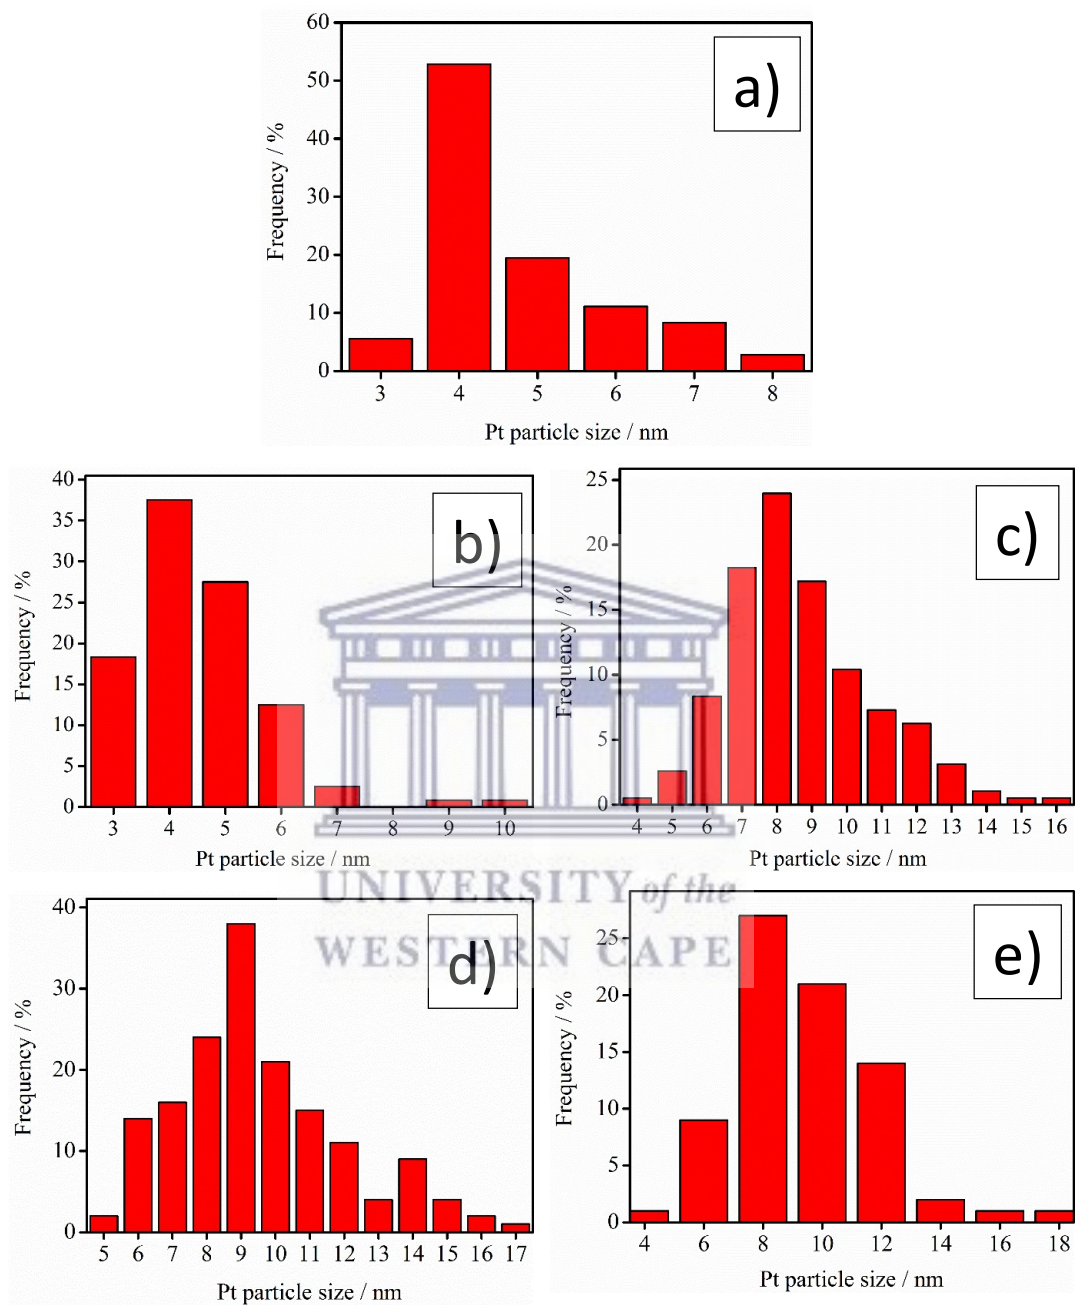 60
50
40
30
20
10
0
Frequency / %
a)
3 4 5 6 7 8
Pt particle size / nm
40
35
30
25
20
15
10
5
0
Frequency / %
b)
3 4 5 6 7 8 9 10
Pt particle size / nm
25
20
15
10
5
0
Frequency / %
c)
4 5 6 7 8 9 10 11 12 13 14 15 16
Pt particle size / nm
UNIVERSITY of the
WESTERN CAPE
40
30
20
10
0
Frequency / %
d)
5 6 7 8 9 10 11 12 13 14 15 16 17
Pt particle size / nm
25
20
15
10
5
0
Frequency / %
e)
4 6 8 10 12 14 16 18
Pt particle size / nm